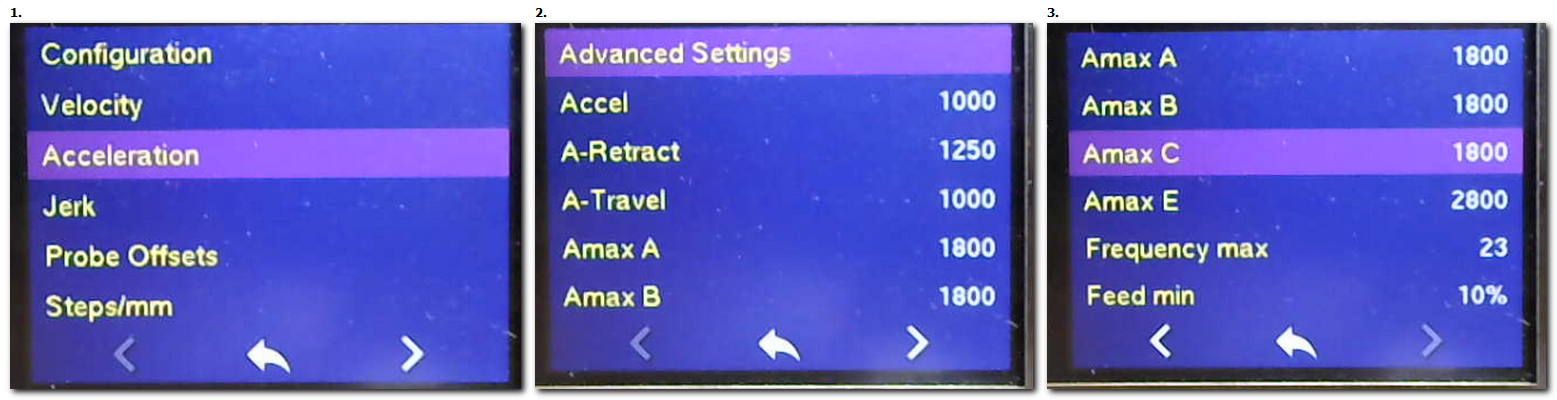 1.
Configuration
Velocity
Acceleration
Jerk
Probe Offsets
Steps/mm
2.
Advanced Settings
Accel 1000
A-Retract 1250
A-Travel 1000
Amax A 1800
Amax B 1800
3.
Amax A 1800
Amax B 1800
Amax C 1800
Amax E 2800
Frequency max 23
Feed min 10%